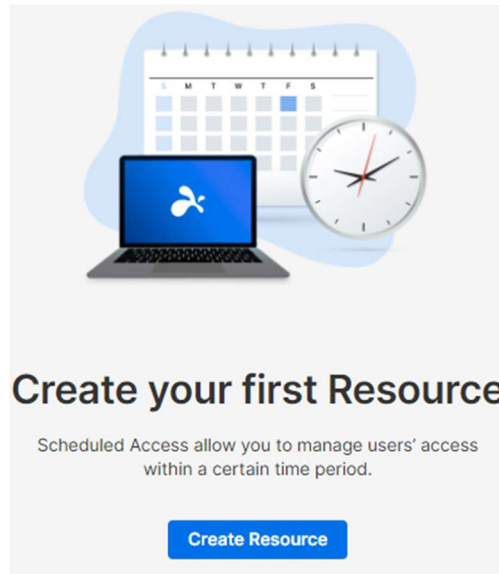 S M T W T F S
Create your first Resource
Scheduled Access allow you to manage users’ access
within a certain time period.
Create Resource